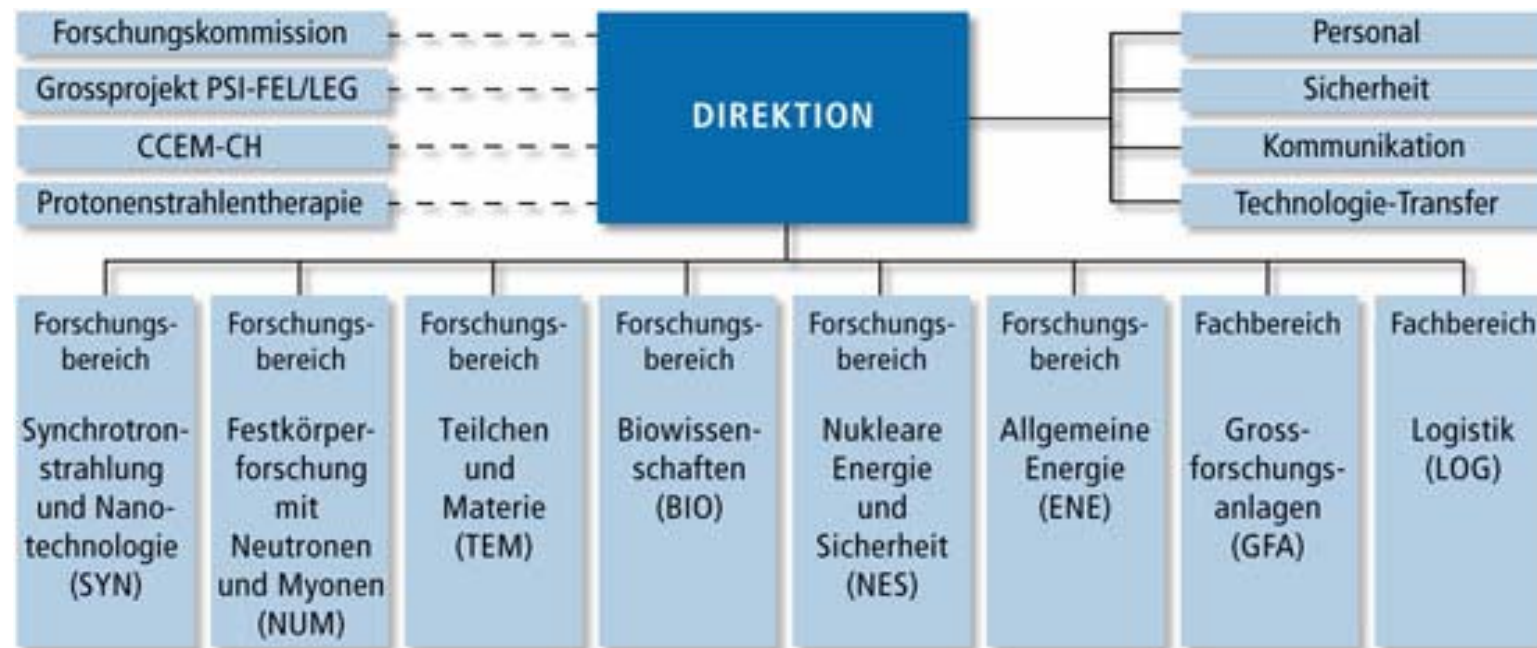 Forschungskommission
Grossprojekt PSI-FEL/LEG
CCEM-CH
Protonenstrahlentherapie
DIREKTION
Personal
Sicherheit
Kommunikation
Technologie-Transfer
Forschungs-
bereich
Synchrotron-
strahlung
und Nano-
technologie
(SYN)
Forschungs-
bereich
Festkörper-
forschung
mit
Neutronen
und Myonen
(NUM)
Forschungs-
bereich
Teilchen
und
Materie
(TEM)
Forschungs-
bereich
Biowissen-
schaften
(BIO)
Forschungs-
bereich
Nukleare
Energie
und
Sicherheit
(NES)
Forschungs-
bereich
Allgemeine
Energie
(ENE)
Fachbereich
Gross-
forschungs-
anlagen
(GFA)
Fachbereich
Logistik
(LOG)